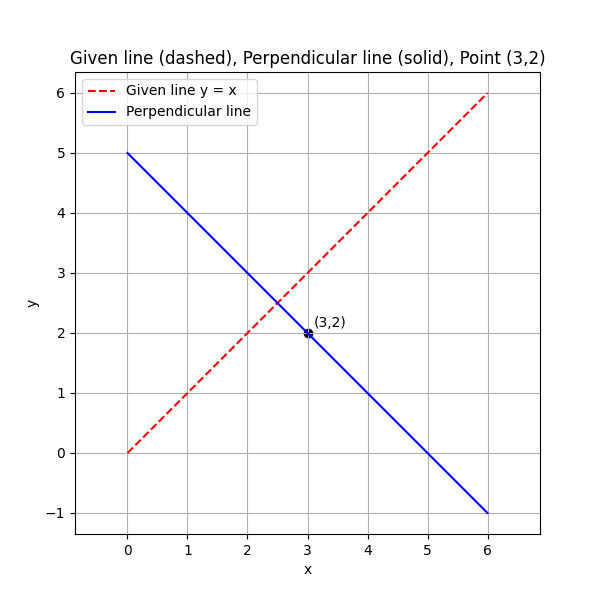 Given line (dashed), Perpendicular line (solid), Point (3,2)
Given line y = x
Perpendicular line
6
5
4
3
2
1
0
−1
y
(3,2)
0 1 2 3 4 5 6
x